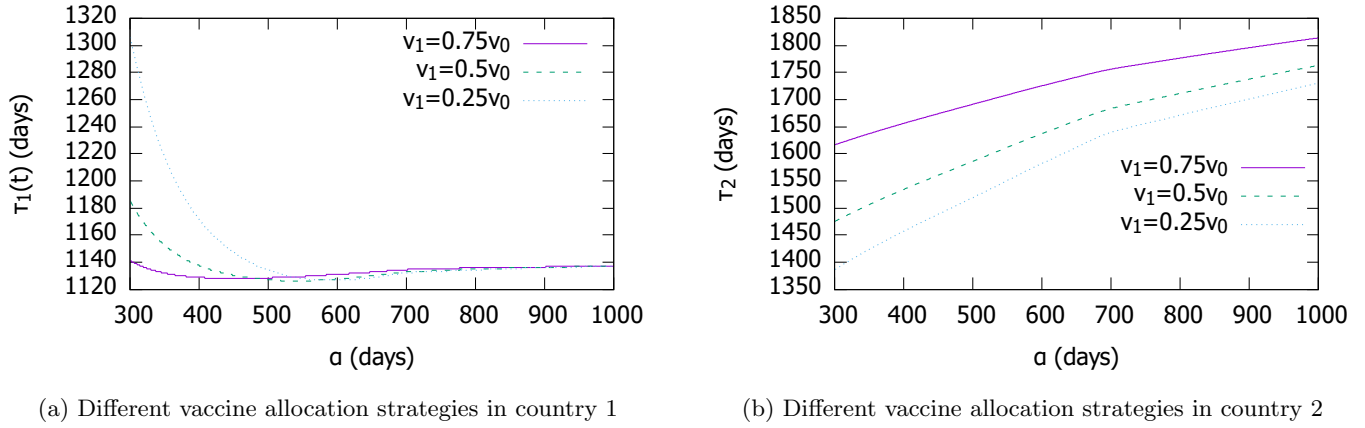 1320
1300
1280
1260
1240
1220
1200
1180
1160
1140
1120
300 400 500 600 700 800 900 1000
τ₁(t) (days)
α (days)
v₁=0.75v₀
v₁=0.5v₀
v₁=0.25v₀
(a) Different vaccine allocation strategies in country 1
1850
1800
1750
1700
1650
1600
1550
1500
1450
1400
1350
300 400 500 600 700 800 900 1000
τ₂ (days)
α (days)
v₁=0.75v₀
v₁=0.5v₀
v₁=0.25v₀
(b) Different vaccine allocation strategies in country 2